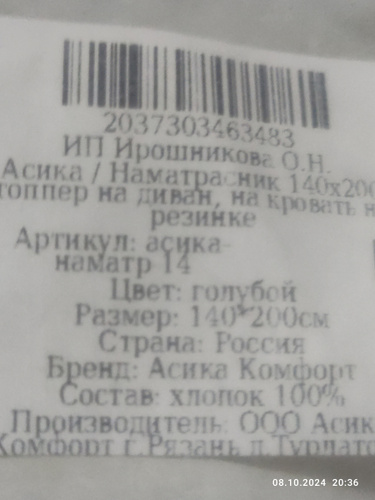 2037303463483
ИП Ирошникова О.Н.
Асика / Наматрасник 140х200
топпер на диван, на кровать н
резинке
Артикул: асика-
наматр 14
Цвет: голубой
Размер: 140*200см
Страна: Россия
Бренд: Асика Комфорт
Состав: хлопок 100%
Производитель: ООО Асик
Комфорт г.Рязань д.Турлато
08.10.2024 20:36